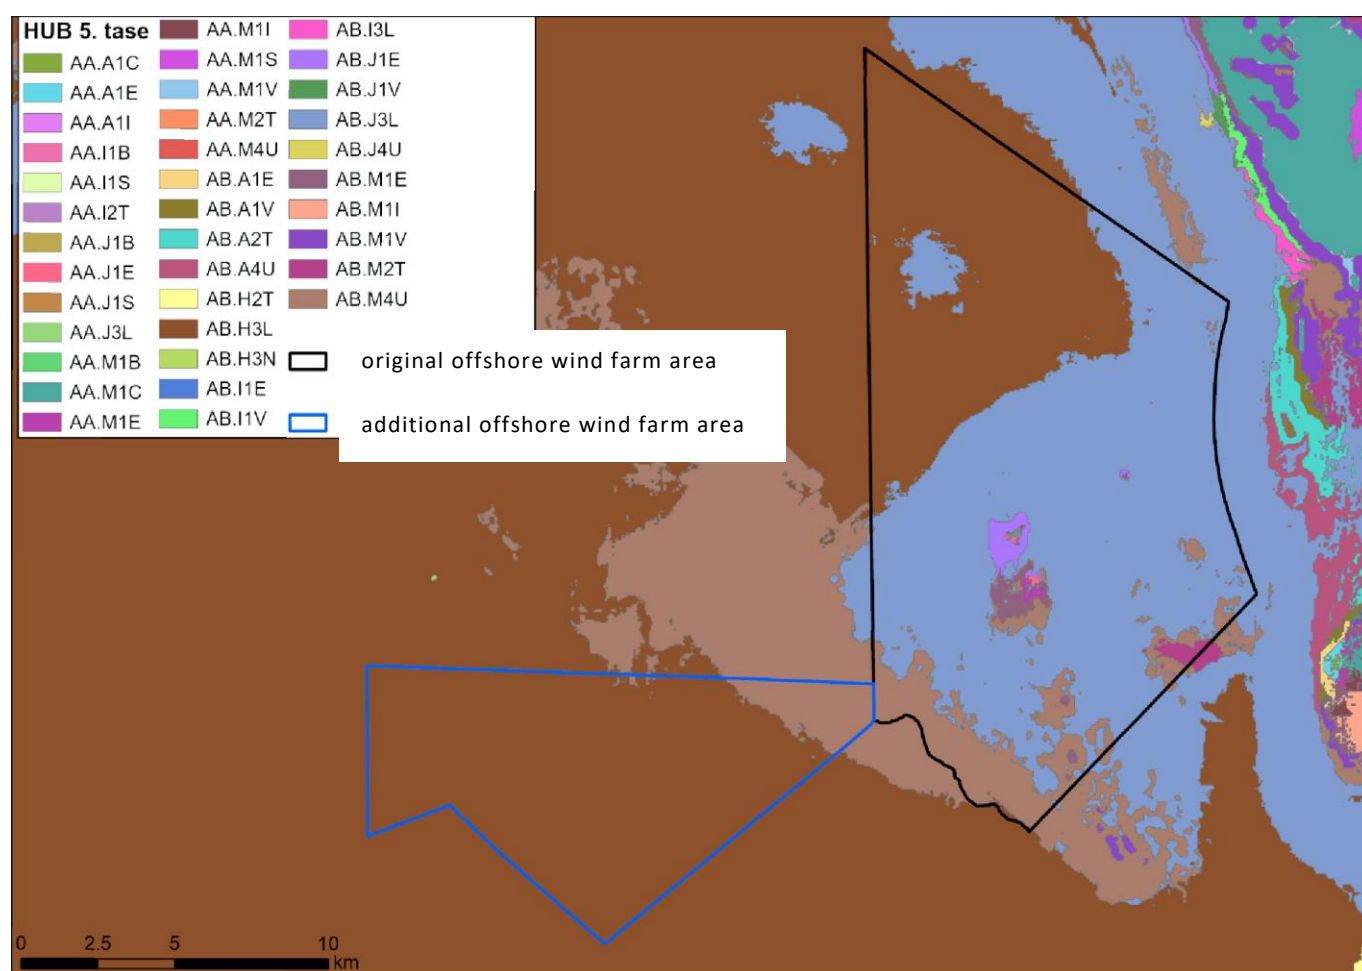 HUB 5. tase
AA.A1C
AA.A1E
AA.A1I
AA.I1B
AA.I1S
AA.I2T
AA.J1B
AA.J1E
AA.J1S
AA.J3L
AA.M1B
AA.M1C
AA.M1E
AA.M1I
AA.M1S
AA.M1V
AA.M2T
AA.M4U
AB.A1E
AB.A1V
AB.A2T
AB.A4U
AB.H2T
AB.H3L
AB.H3N
AB.I1E
AB.I1V
AB.I3L
AB.J1E
AB.J1V
AB.J3L
AB.J4U
AB.M1E
AB.M1I
AB.M1V
AB.M2T
AB.M4U
original offshore wind farm area
additional offshore wind farm area
0 2.5 5 10
km